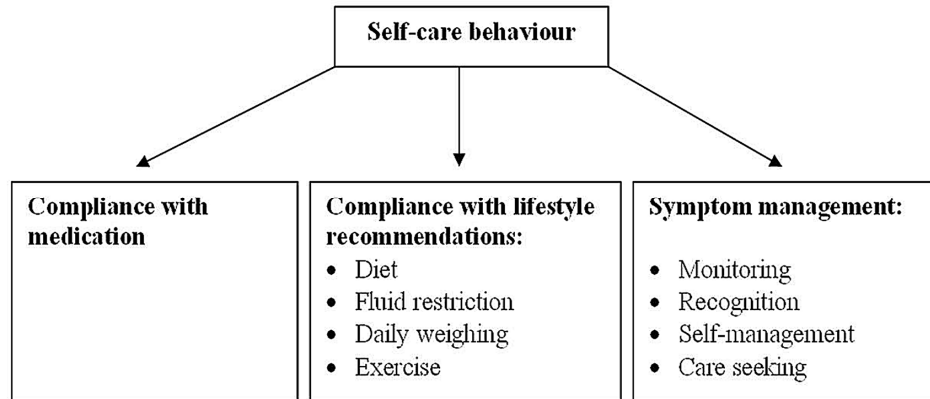 Self-care behaviour
Compliance with
medication
Compliance with lifestyle
recommendations:
• Diet
• Fluid restriction
• Daily weighing
• Exercise
Symptom management:
• Monitoring
• Recognition
• Self-management
• Care seeking